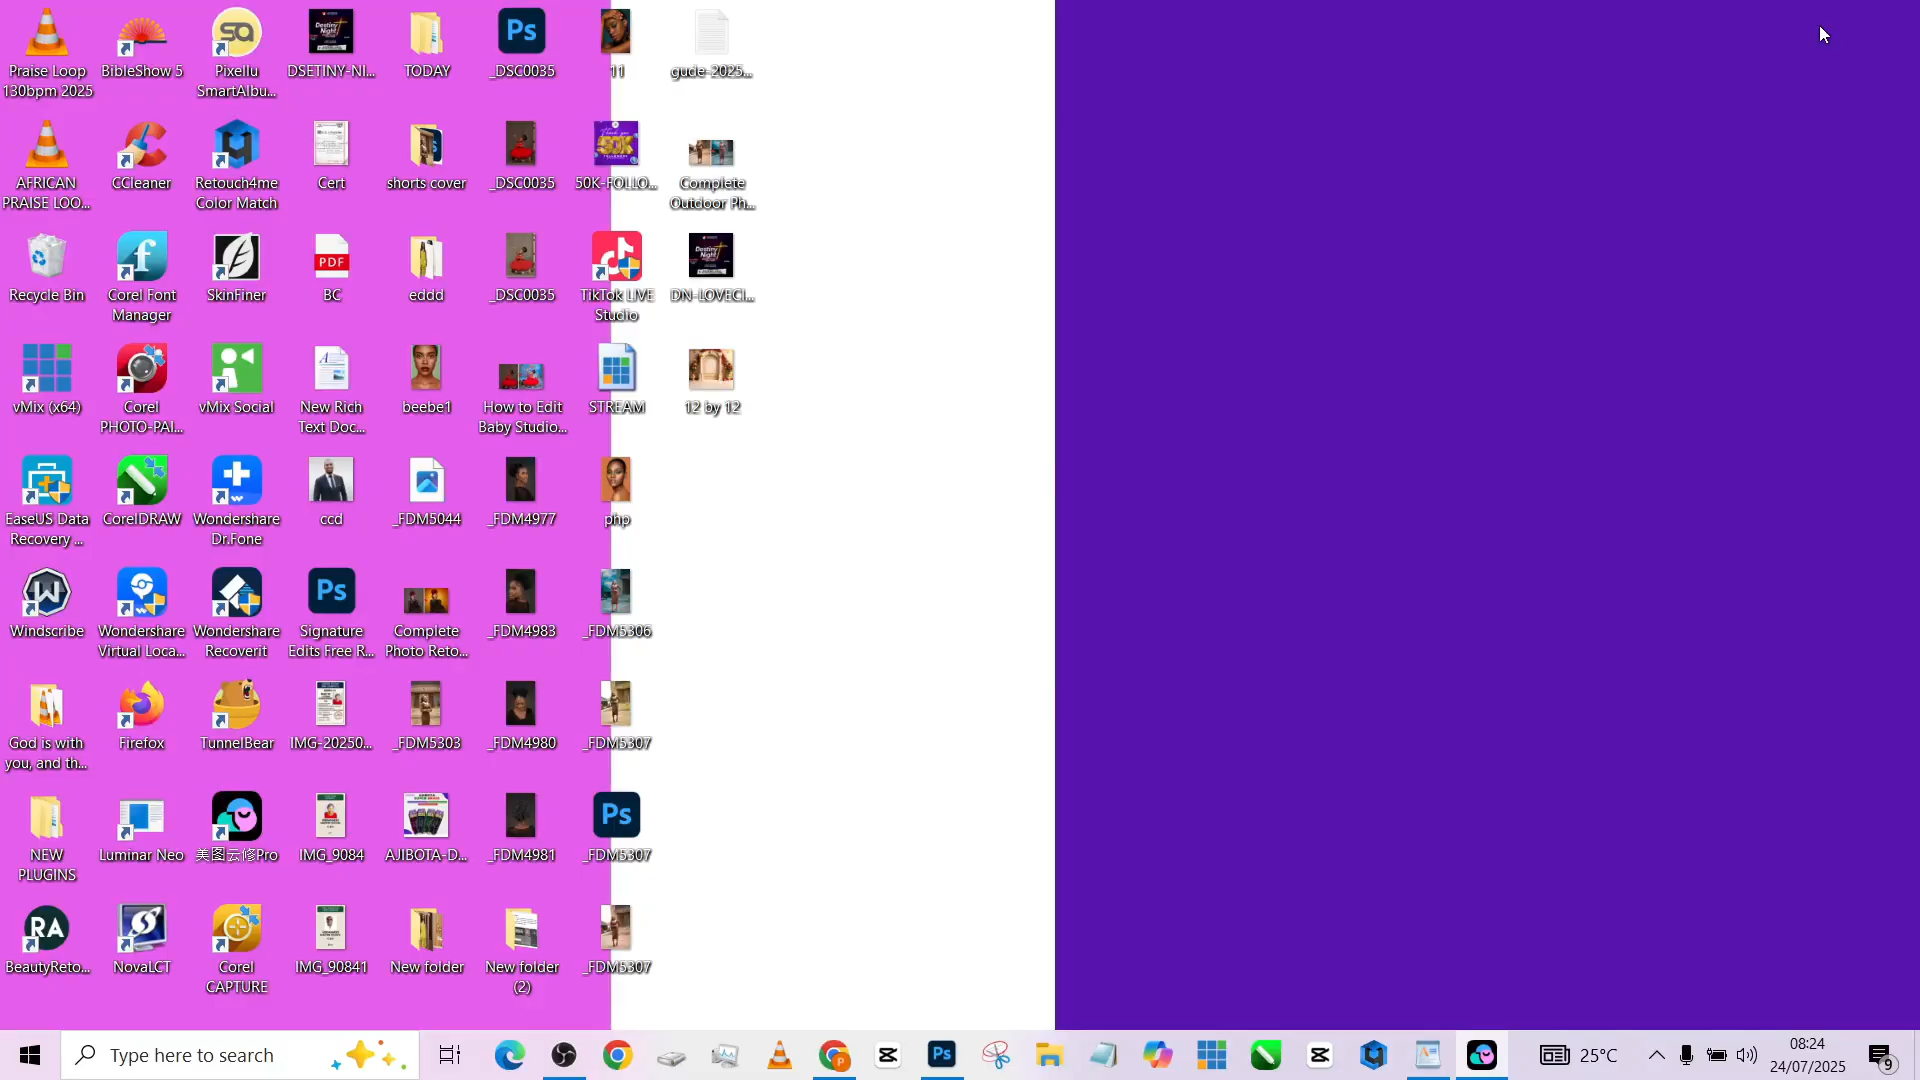 Praise Loop
130bpm 2025
BibleShow 5
Pixellu
SmartAlbu...
DSETINY-NI...
TODAY
_DSC0035
11
gude-2025...
AFRICAN
PRAISE LOO...
CCleaner
Retouch4me
Color Match
Cert
shorts cover
_DSC0035
50K-FOLLO...
Complete
Outdoor Ph...
Recycle Bin
Corel Font
Manager
SkinFiner
PDF
BC
eddd
_DSC0035
TikTok LIVE
Studio
DN-LOVECI...
vMix (x64)
Corel
PHOTO-PAI...
vMix Social
New Rich
Text Doc...
beebe1
How to Edit
Baby Studio...
STREAM
12 by 12
EaseUS Data
Recovery ...
CorelDRAW
Wondershare
Dr.Fone
ccd
_FDM5044
_FDM4977
php
Windscribe
Wondershare
Virtual Loca...
Wondershare
Recoverit
Signature
Edits Free R...
Complete
Photo Reto...
_FDM4983
_FDM5306
God is with
you, and th...
Firefox
TunnelBear
IMG-20250...
_FDM5303
_FDM4980
_FDM5307
NEW
PLUGINS
Luminar Neo
美图云修Pro
IMG_9084
AJIBOTA-D...
_FDM4981
_FDM5307
BeautyReto...
NovaLCT
Corel
CAPTURE
IMG_90841
New folder
New folder
(2)
_FDM5307
Type here to search
25°C
08:24
24/07/2025
9